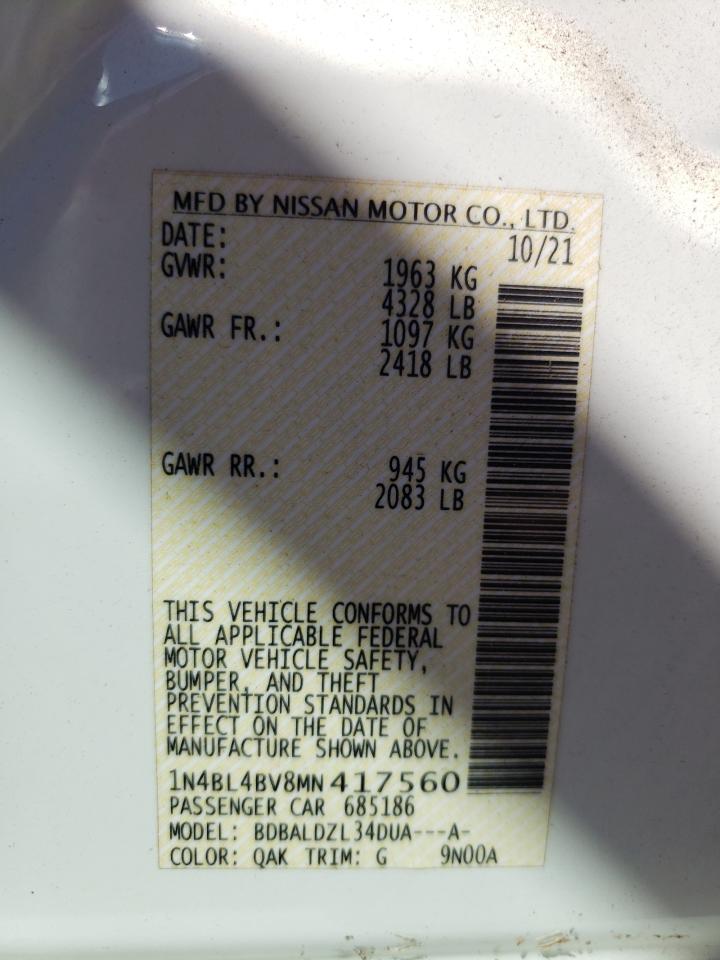 MFD BY NISSAN MOTOR CO., LTD.
DATE: 10/21
GVWR: 1963 KG
4328 LB
GAWR FR.: 1097 KG
2418 LB
GAWR RR.: 945 KG
2083 LB
THIS VEHICLE CONFORMS TO
ALL APPLICABLE FEDERAL
MOTOR VEHICLE SAFETY,
BUMPER, AND THEFT
PREVENTION STANDARDS IN
EFFECT ON THE DATE OF
MANUFACTURE SHOWN ABOVE.
1N4BL4BV8MN417560
PASSENGER CAR 685186
MODEL: BDBALDZL34DUA---A-
COLOR: QAK TRIM: G 9N00A